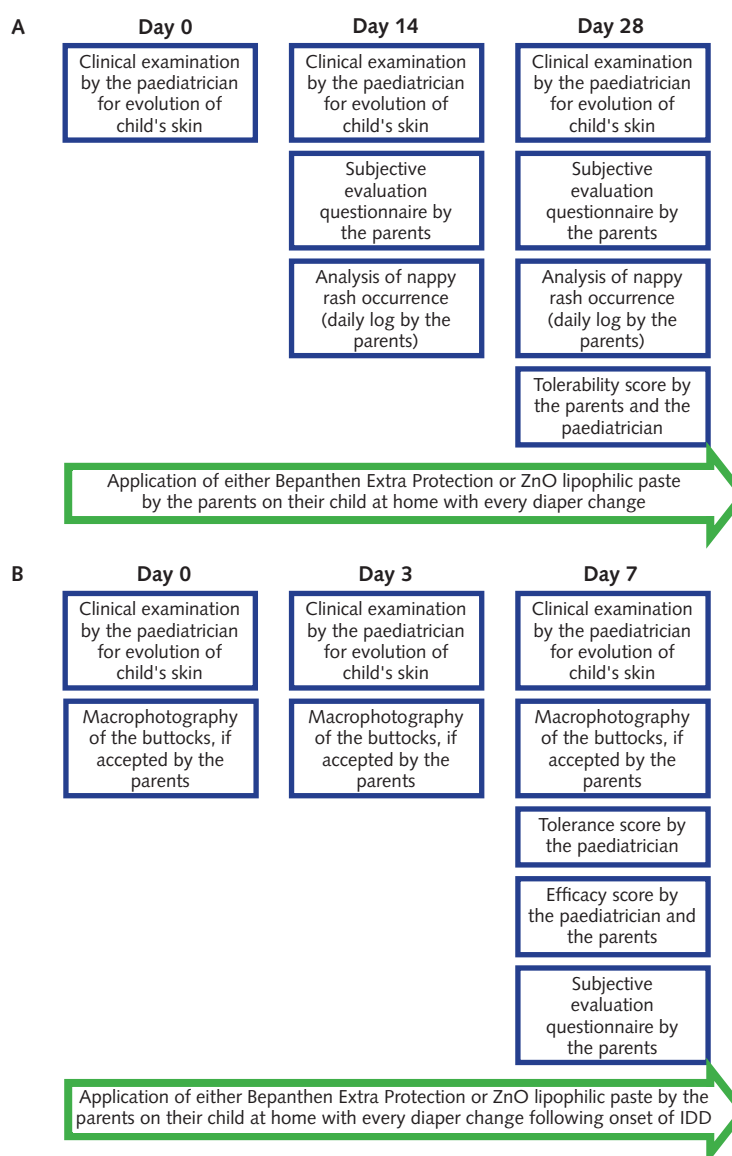 A
Day 0
Day 14
Day 28
Clinical examination
by the paediatrician
for evolution of
child's skin
Clinical examination
by the paediatrician
for evolution of
child's skin
Clinical examination
by the paediatrician
for evolution of
child's skin
Subjective
evaluation
questionnaire by
the parents
Subjective
evaluation
questionnaire by
the parents
Analysis of nappy
rash occurrence
(daily log by the
parents)
Analysis of nappy
rash occurrence
(daily log by the
parents)
Tolerability score by
the parents and the
paediatrician
Application of either Bepanthen Extra Protection or ZnO lipophilic paste
by the parents on their child at home with every diaper change
B
Day 0
Day 3
Day 7
Clinical examination
by the paediatrician
for evolution of
child's skin
Clinical examination
by the paediatrician
for evolution of
child's skin
Clinical examination
by the paediatrician
for evolution of
child's skin
Macrophotography
of the buttocks, if
accepted by the
parents
Macrophotography
of the buttocks, if
accepted by the
parents
Macrophotography
of the buttocks, if
accepted by the
parents
Tolerance score by
the paediatrician
Efficacy score by
the paediatrician and
the parents
Subjective
evaluation
questionnaire by
the parents
Application of either Bepanthen Extra Protection or ZnO lipophilic paste by the
parents on their child at home with every diaper change following onset of IDD